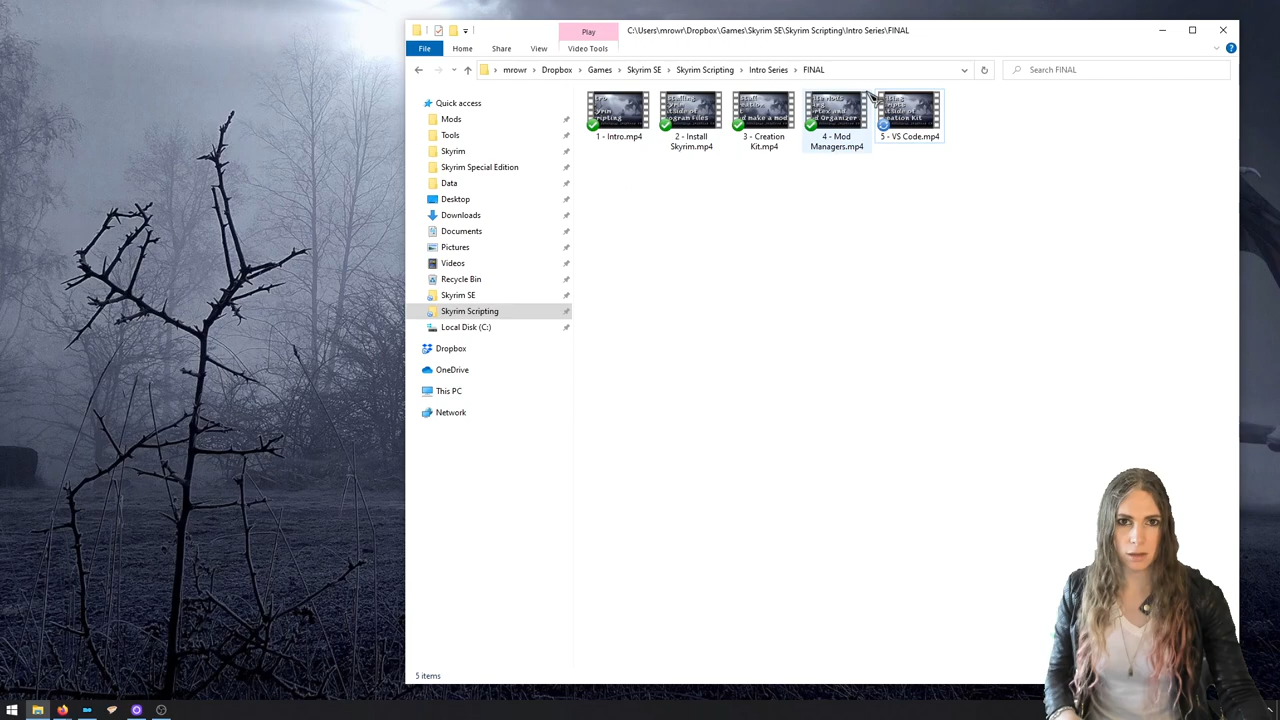 Play
C:\Users\mrowr\Dropbox\Games\Skyrim SE\Skyrim Scripting\Intro Series\FINAL
File
Home
Share
View
Video Tools
mrowr
Dropbox
Games
Skyrim SE
Skyrim Scripting
Intro Series
FINAL
Search FINAL
Quick access
Mods
Tools
Skyrim
Skyrim Special Edition
Data
Desktop
Downloads
Documents
Pictures
Videos
Recycle Bin
Skyrim SE
Skyrim Scripting
Local Disk (C:)
Dropbox
OneDrive
This PC
Network
1 - Intro.mp4
2 - Install
Skyrim.mp4
3 - Creation
Kit.mp4
4 - Mod
Managers.mp4
5 - VS Code.mp4
5 items